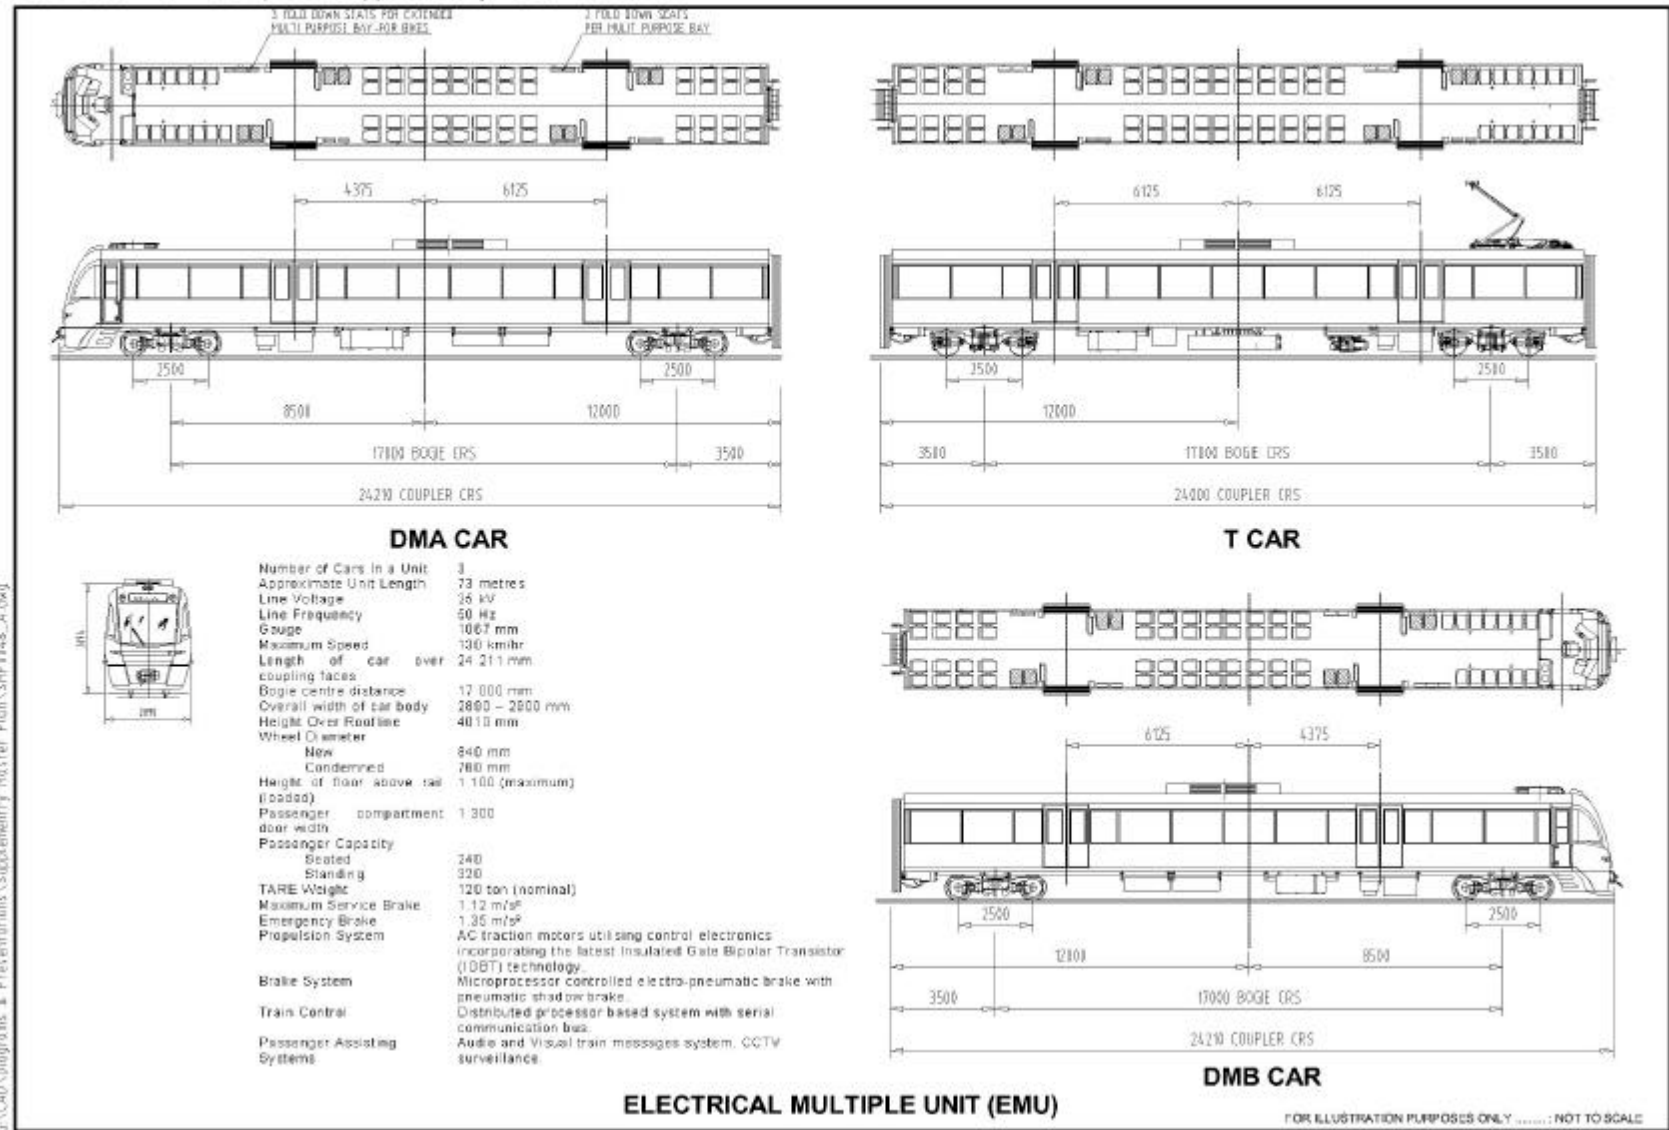 3 FOLD DOWN SEATS PER EXTENDED
MULTI PURPOSE BAY-FOR BIKES
2 FOLD DOWN SEATS
PER MULIT PURPOSE BAY
4375
6125
2500
2500
8500
12000
17000 BOGIE CRS
3500
24210 COUPLER CRS
DMA CAR
6125
6125
2500
2500
12000
3500
17000 BOGIE CRS
3500
24000 COUPLER CRS
T CAR
Number of Cars in a Unit 3
Approximate Unit Length 73 metres
Line Voltage 25 kV
Line Frequency 50 Hz
Gauge 1067 mm
Maximum Speed 130 km/hr
Length of car over 24 211 mm
coupling faces
Bogie centre distance 17 000 mm
Overall width of car body 2880 – 2900 mm
Height Over Roofline 4010 mm
Wheel Diameter
New 840 mm
Condemned 780 mm
Height of floor above rail 1 100 (maximum)
(loaded)
Passenger compartment 1 300
door width
Passenger Capacity
Seated 240
Standing 320
TARE Weight 120 ton (nominal)
Maximum Service Brake 1.12 m/s²
Emergency Brake 1.35 m/s²
Propulsion System AC traction motors utilising control electronics
incorporating the latest Insulated Gate Bipolar Transistor
(IGBT) technology.
Brake System Microprocessor controlled electro-pneumatic brake with
pneumatic shadow brake.
Train Control Distributed processor based system with serial
communication bus.
Passenger Assisting Audio and Visual train messages system, CCTV
Systems surveillance.
6125
4375
2500
2500
12000
8500
3500
17000 BOGIE CRS
24210 COUPLER CRS
DMB CAR
ELECTRICAL MULTIPLE UNIT (EMU)
FOR ILLUSTRATION PURPOSES ONLY ........: NOT TO SCALE